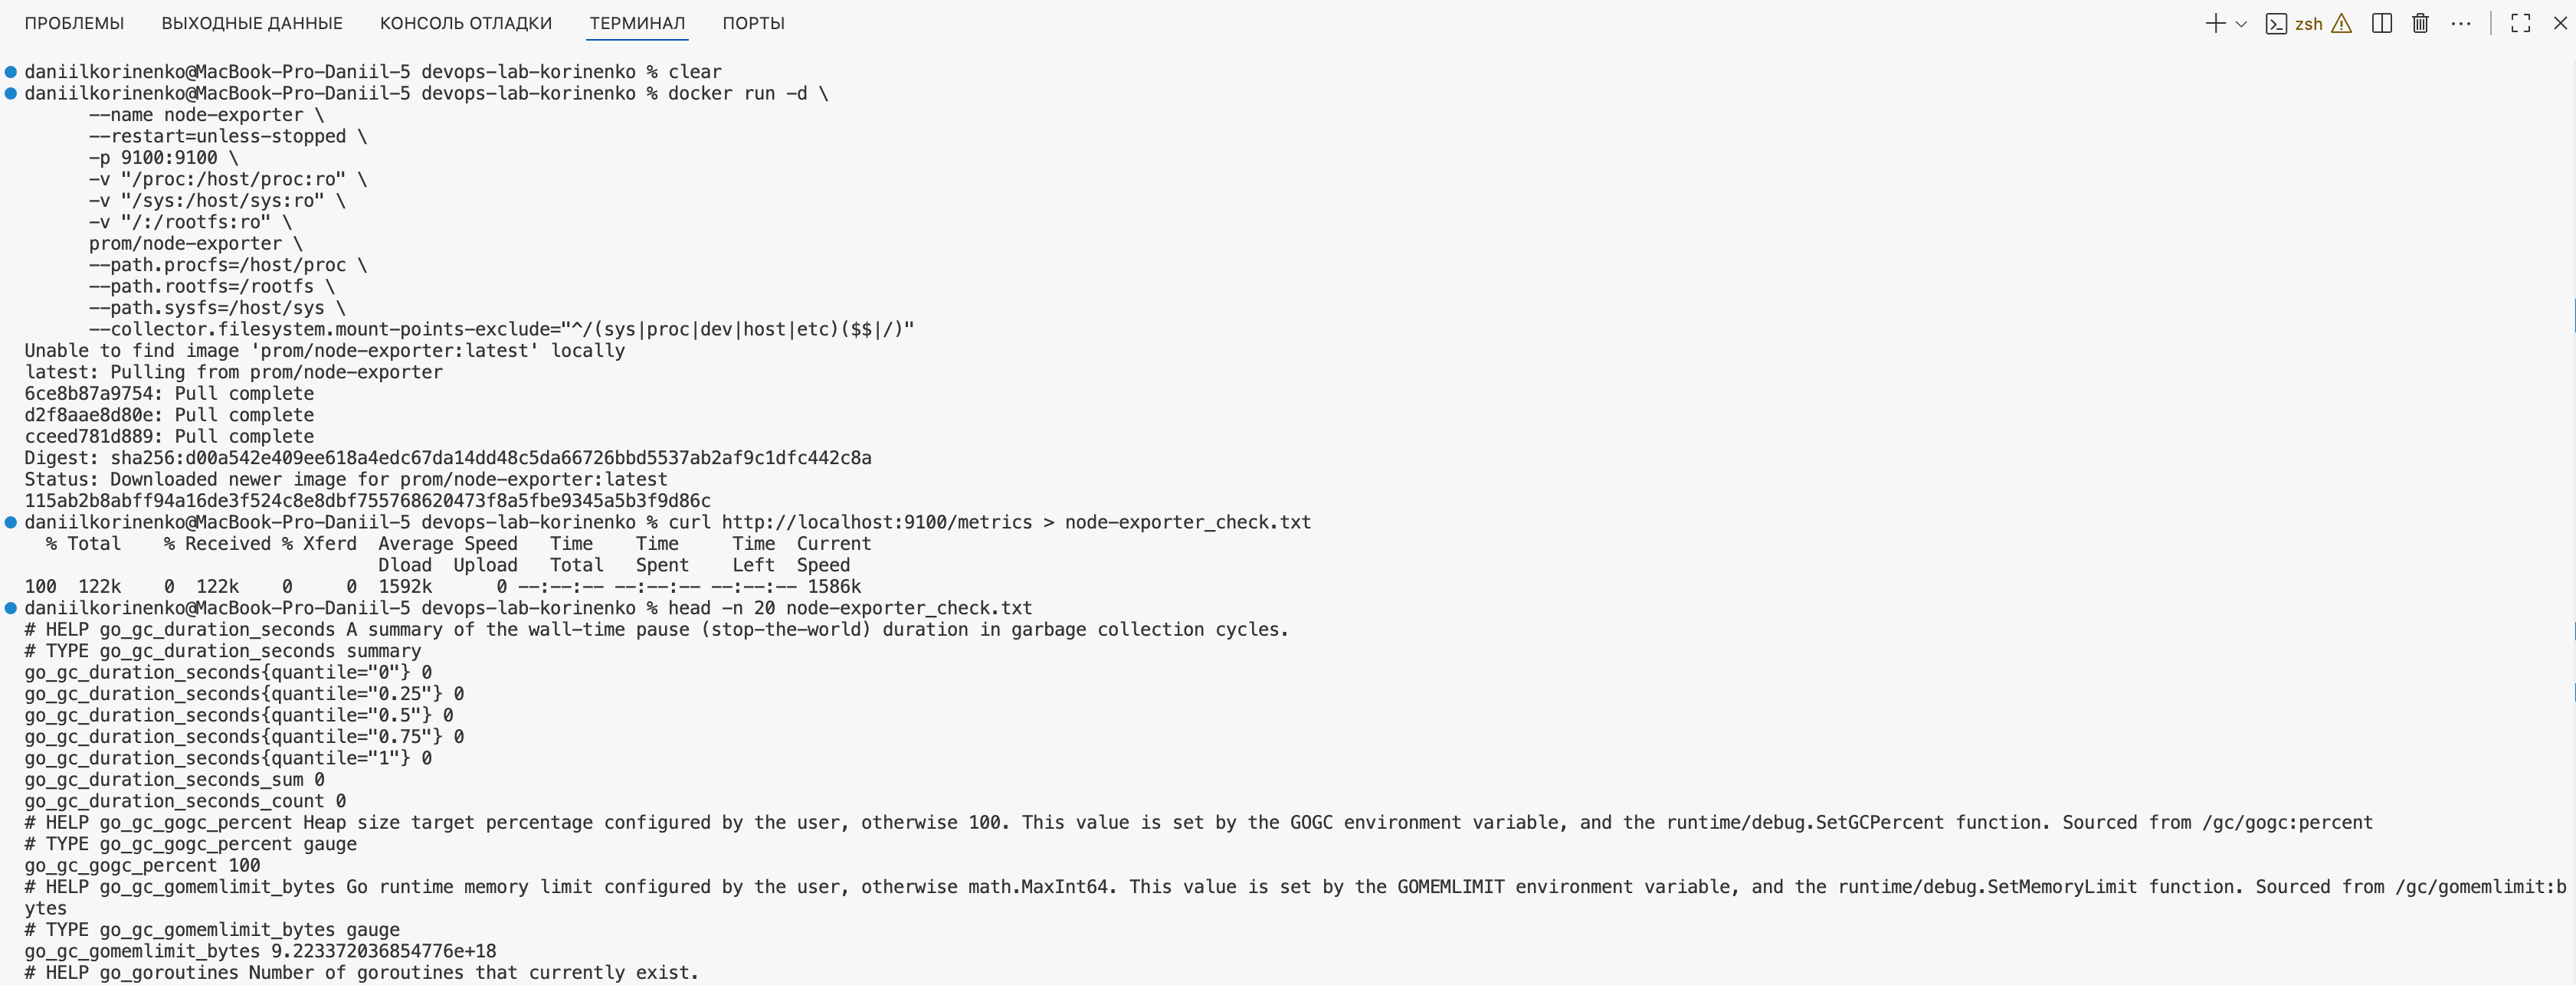 ПРОБЛЕМЫ ВЫХОДНЫЕ ДАННЫЕ КОНСОЛЬ ОТЛАДКИ ТЕРМИНАЛ ПОРТЫ zsh
daniilkorinenko@MacBook-Pro-Daniil-5 devops-lab-korinenko % clear
daniilkorinenko@MacBook-Pro-Daniil-5 devops-lab-korinenko % docker run -d \
--name node-exporter \
--restart=unless-stopped \
-p 9100:9100 \
-v "/proc:/host/proc:ro" \
-v "/sys:/host/sys:ro" \
-v "/:/rootfs:ro" \
prom/node-exporter \
--path.procfs=/host/proc \
--path.rootfs=/rootfs \
--path.sysfs=/host/sys \
--collector.filesystem.mount-points-exclude="^/(sys|proc|dev|host|etc)($$|/)"
Unable to find image 'prom/node-exporter:latest' locally
latest: Pulling from prom/node-exporter
6ce8b87a9754: Pull complete
d2f8aae8d80e: Pull complete
cceed781d889: Pull complete
Digest: sha256:d00a542e409ee618a4edc67da14dd48c5da66726bbd5537ab2af9c1dfc442c8a
Status: Downloaded newer image for prom/node-exporter:latest
115ab2b8abff94a16de3f524c8e8dbf755768620473f8a5fbe9345a5b3f9d86c
daniilkorinenko@MacBook-Pro-Daniil-5 devops-lab-korinenko % curl http://localhost:9100/metrics > node-exporter_check.txt
% Total % Received % Xferd Average Speed Time Time Time Current
Dload Upload Total Spent Left Speed
100 122k 0 122k 0 0 1592k 0 --:--:-- --:--:-- --:--:-- 1586k
daniilkorinenko@MacBook-Pro-Daniil-5 devops-lab-korinenko % head -n 20 node-exporter_check.txt
# HELP go_gc_duration_seconds A summary of the wall-time pause (stop-the-world) duration in garbage collection cycles.
# TYPE go_gc_duration_seconds summary
go_gc_duration_seconds{quantile="0"} 0
go_gc_duration_seconds{quantile="0.25"} 0
go_gc_duration_seconds{quantile="0.5"} 0
go_gc_duration_seconds{quantile="0.75"} 0
go_gc_duration_seconds{quantile="1"} 0
go_gc_duration_seconds_sum 0
go_gc_duration_seconds_count 0
# HELP go_gc_gogc_percent Heap size target percentage configured by the user, otherwise 100. This value is set by the GOGC environment variable, and the runtime/debug.SetGCPercent function. Sourced from /gc/gogc:percent
# TYPE go_gc_gogc_percent gauge
go_gc_gogc_percent 100
# HELP go_gc_gomemlimit_bytes Go runtime memory limit configured by the user, otherwise math.MaxInt64. This value is set by the GOMEMLIMIT environment variable, and the runtime/debug.SetMemoryLimit function. Sourced from /gc/gomemlimit:b
ytes
# TYPE go_gc_gomemlimit_bytes gauge
go_gc_gomemlimit_bytes 9.223372036854776e+18
# HELP go_goroutines Number of goroutines that currently exist.